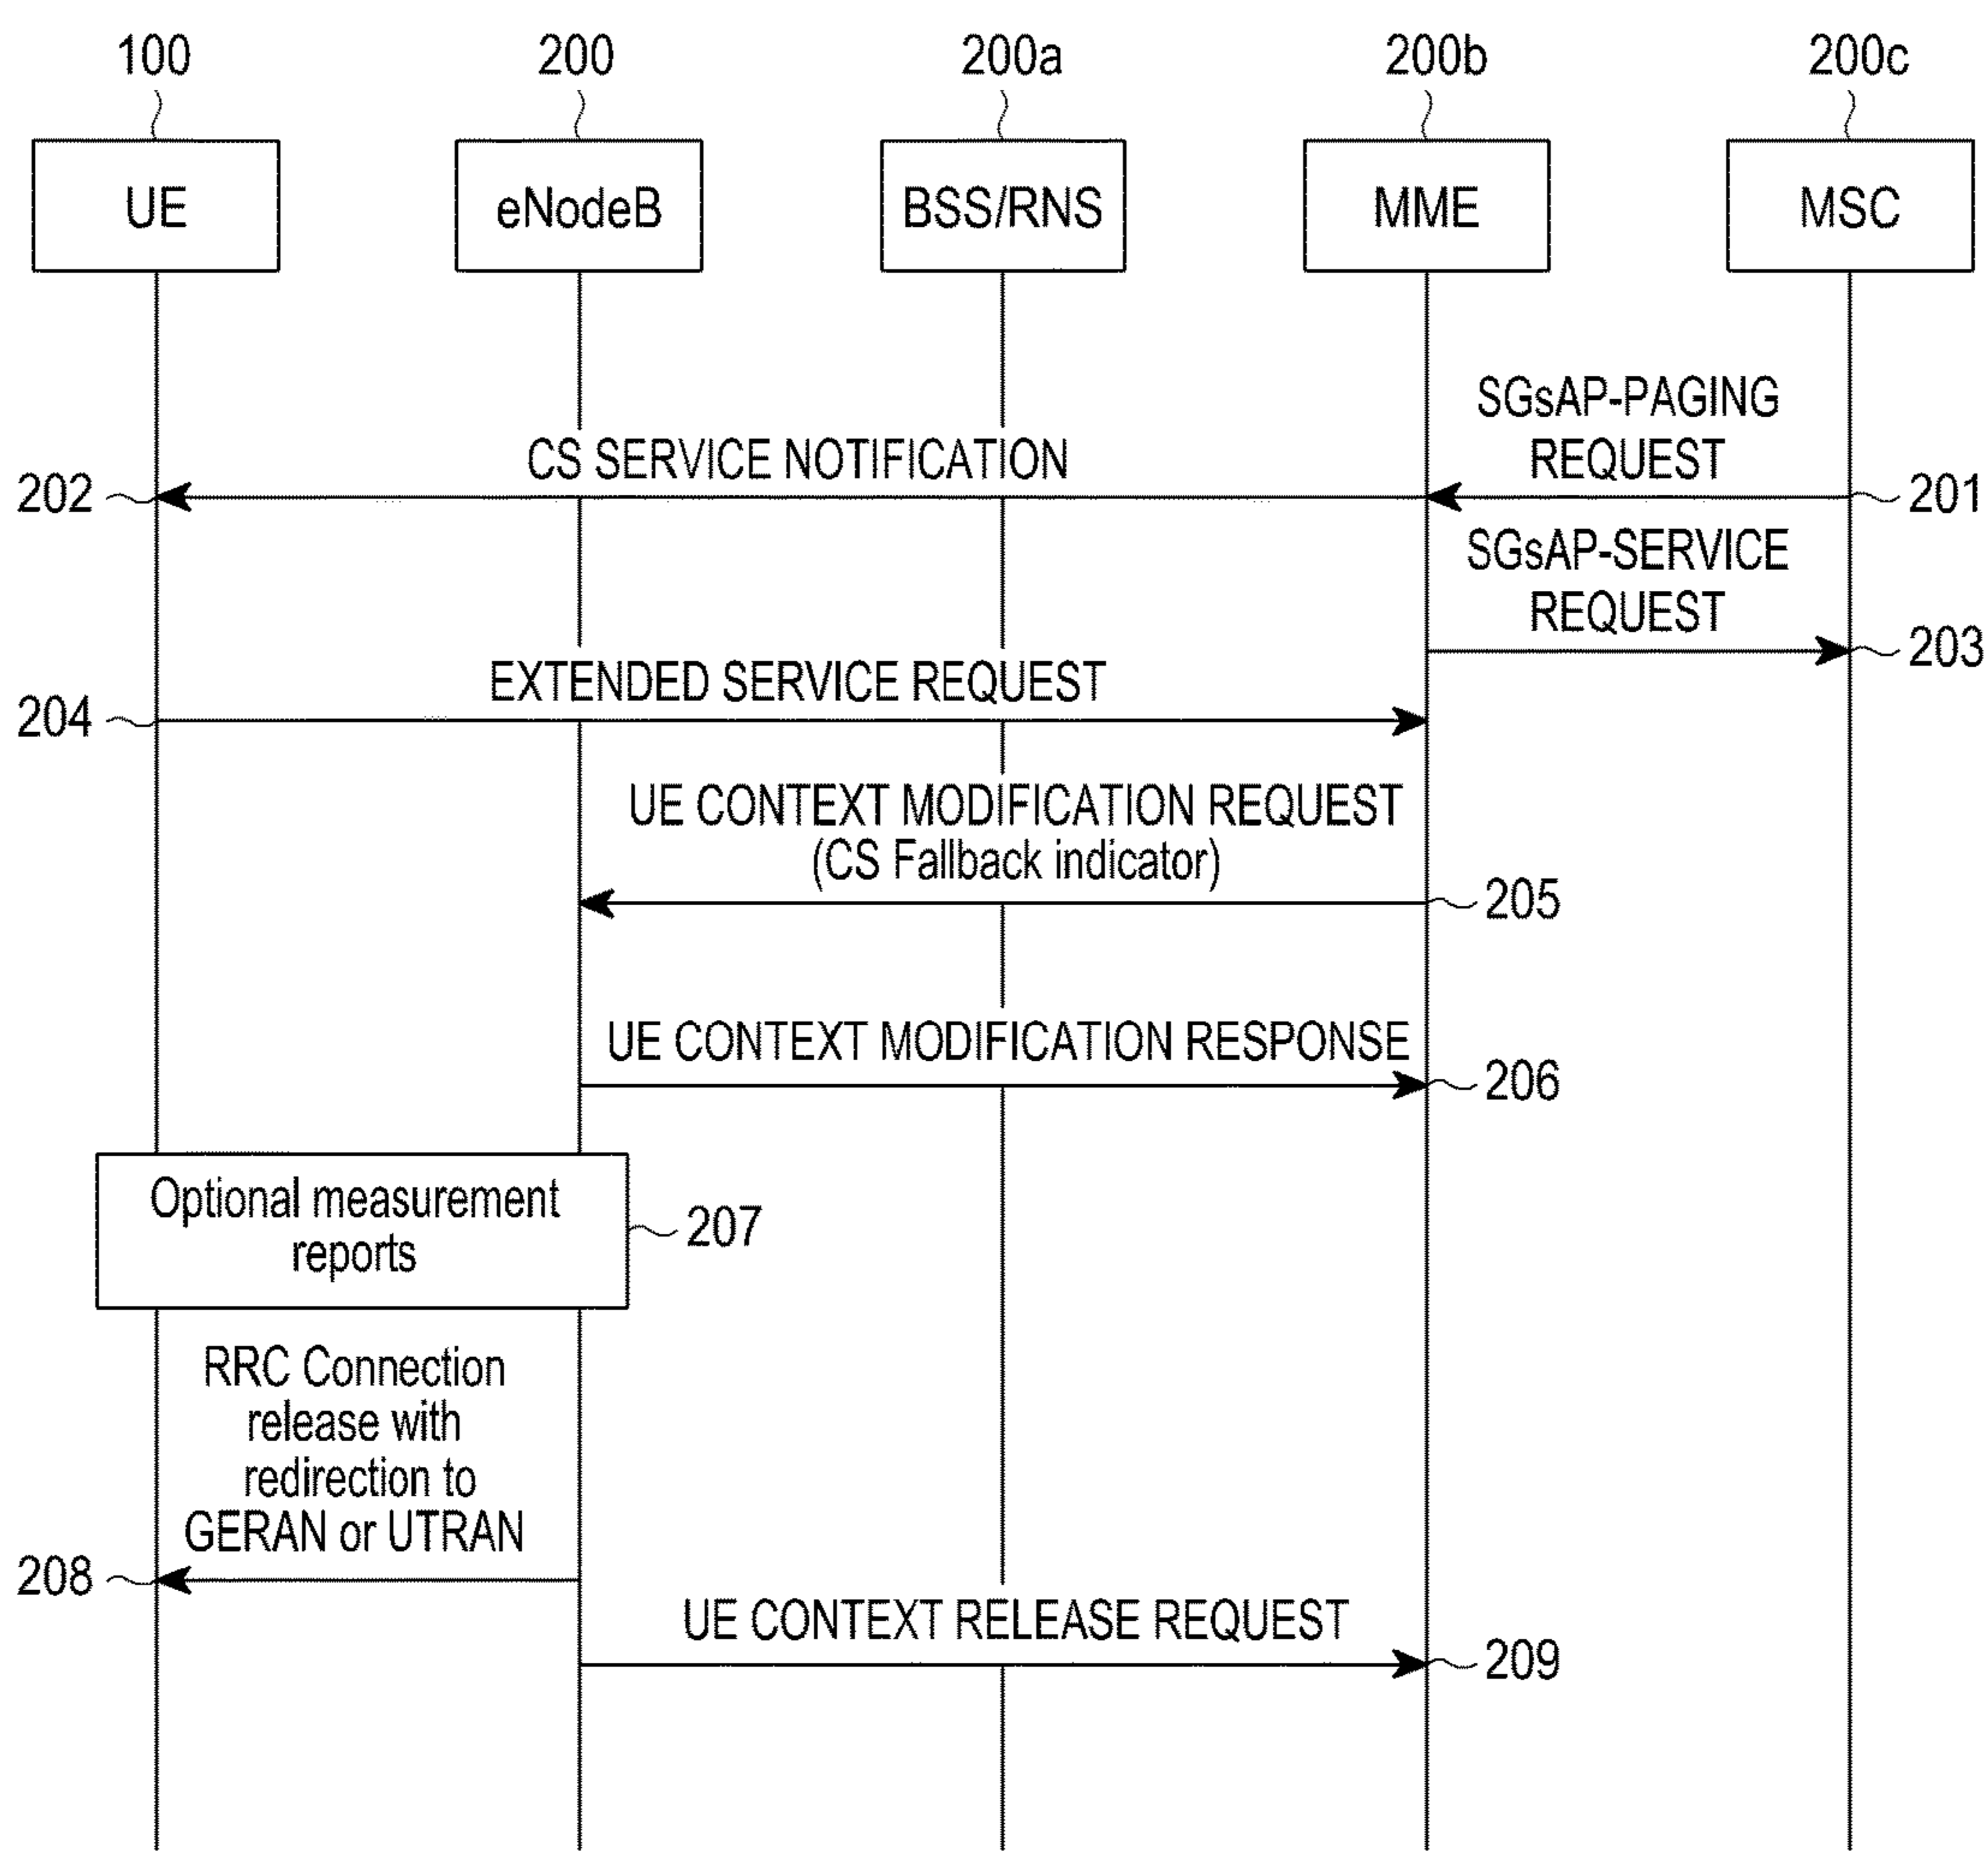 100
200
200a
200b
200c
UE
eNodeB
BSS/RNS
MME
MSC
SGsAP-PAGING
REQUEST
CS SERVICE NOTIFICATION
202
201
SGsAP-SERVICE
REQUEST
203
EXTENDED SERVICE REQUEST
204
UE CONTEXT MODIFICATION REQUEST
(CS Fallback indicator)
205
UE CONTEXT MODIFICATION RESPONSE
206
Optional measurement
reports
207
RRC Connection
release with
redirection to
GERAN or UTRAN
208
UE CONTEXT RELEASE REQUEST
209